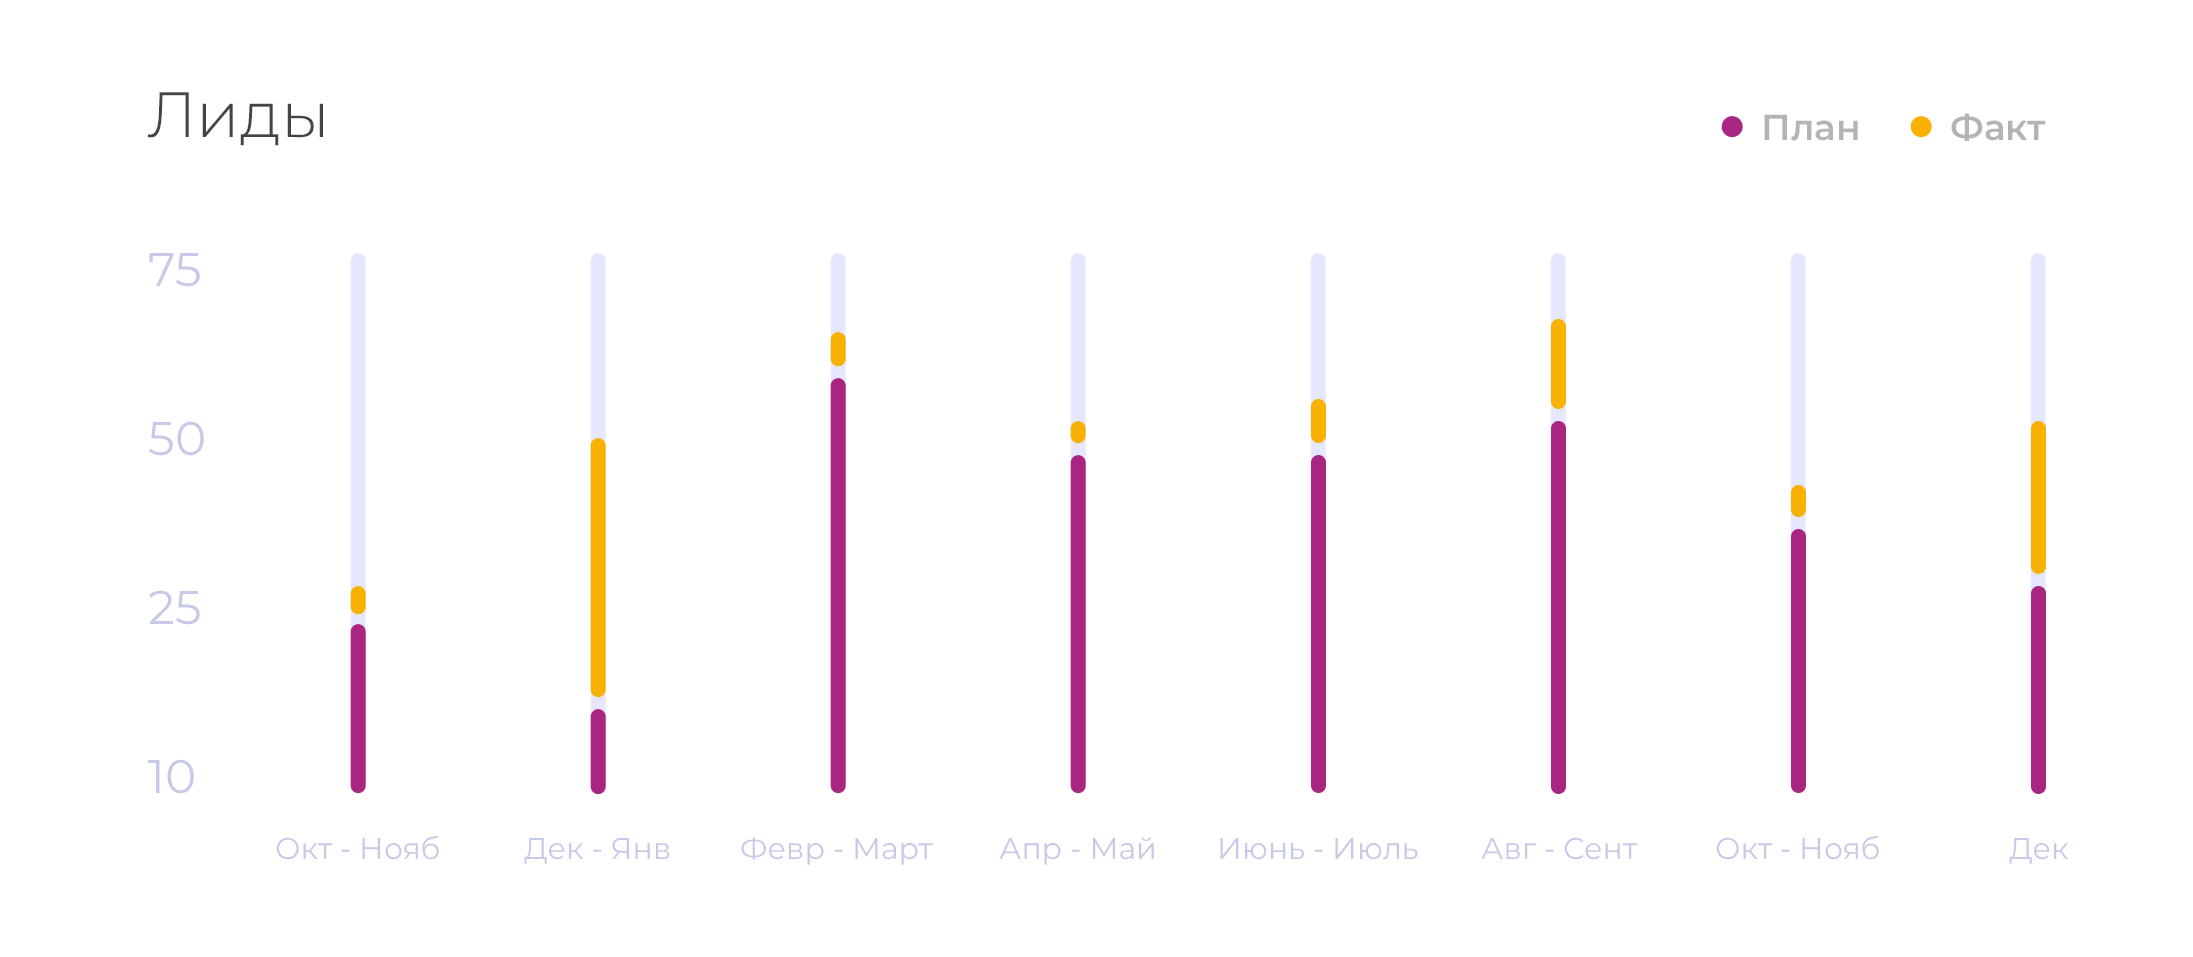 Лиды
План
Факт
75
50
25
10
Окт - Нояб
Дек - Янв
Февр - Март
Апр - Май
Июнь - Июль
Авг - Сент
Окт - Нояб
Дек